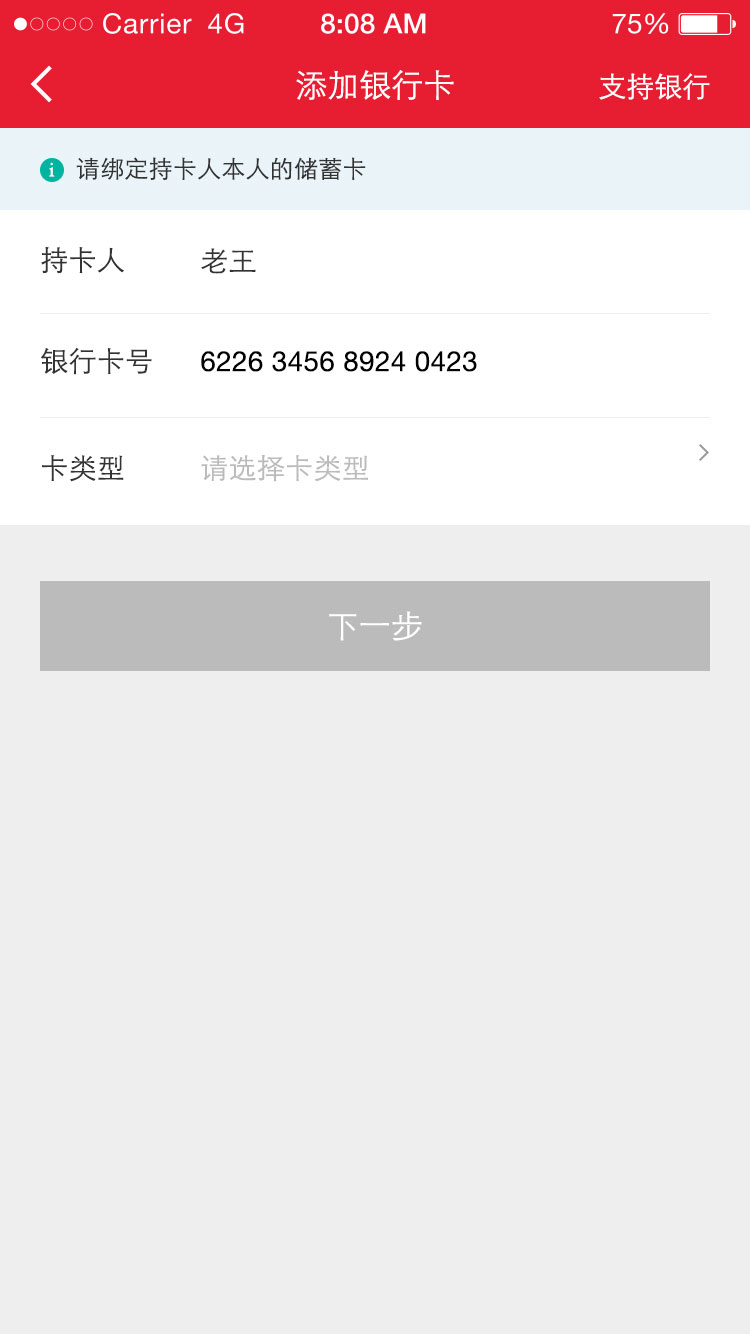 Carrier 4G 8:08 AM 75%
添加银行卡 支持银行
请绑定持卡人本人的储蓄卡
持卡人 老王
银行卡号 6226 3456 8924 0423
卡类型 请选择卡类型
下一步